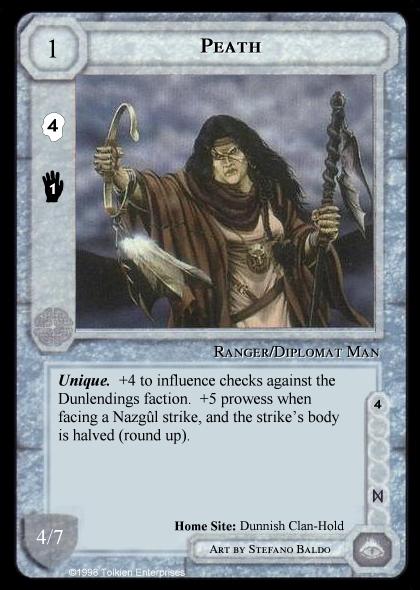 1
Peath
4
1
Ranger/Diplomat Man
Unique. +4 to influence checks against the
Dunlendings faction. +5 prowess when
facing a Nazgûl strike, and the strike's body
is halved (round up).
4
ᛞ
Home Site: Dunnish Clan-Hold
4/7
Art by Stefano Baldo
©1998 Tolkien Enterprises